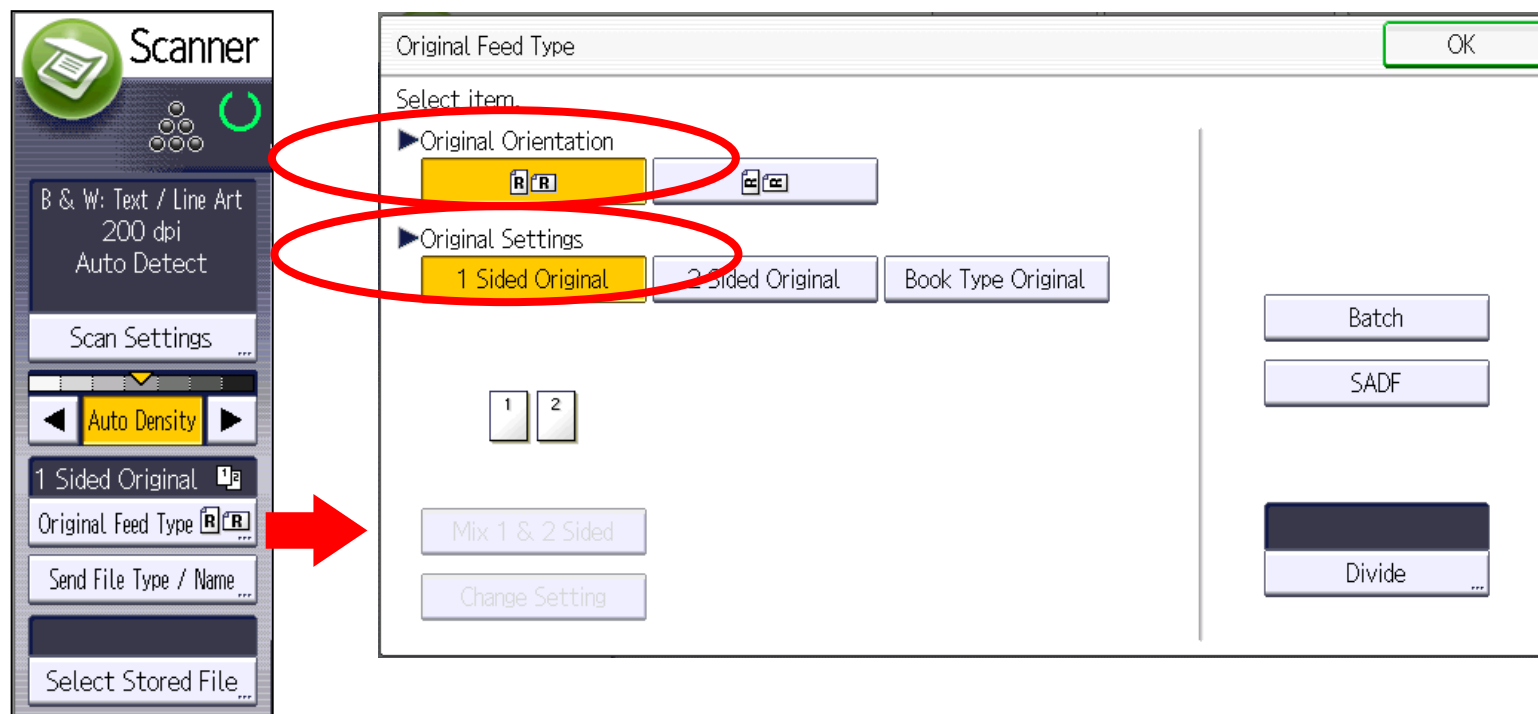 Scanner
B & W: Text / Line Art
200 dpi
Auto Detect
Scan Settings
Auto Density
1 Sided Original
Original Feed Type
Send File Type / Name
Select Stored File
Original Feed Type
OK
Select item.
►Original Orientation
R R R R
►Original Settings
1 Sided Original 2 Sided Original Book Type Original
1 2
Mix 1 & 2 Sided
Change Setting
Batch
SADF
Divide